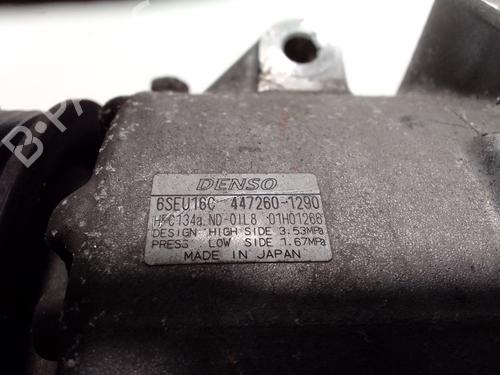 DENSO
6SEU16C 447260-1290
HFC134a ND-OIL8 01H01266
DESIGN HIGH SIDE 3.53MPa
PRESS. LOW SIDE 1.67MPa
MADE IN JAPAN